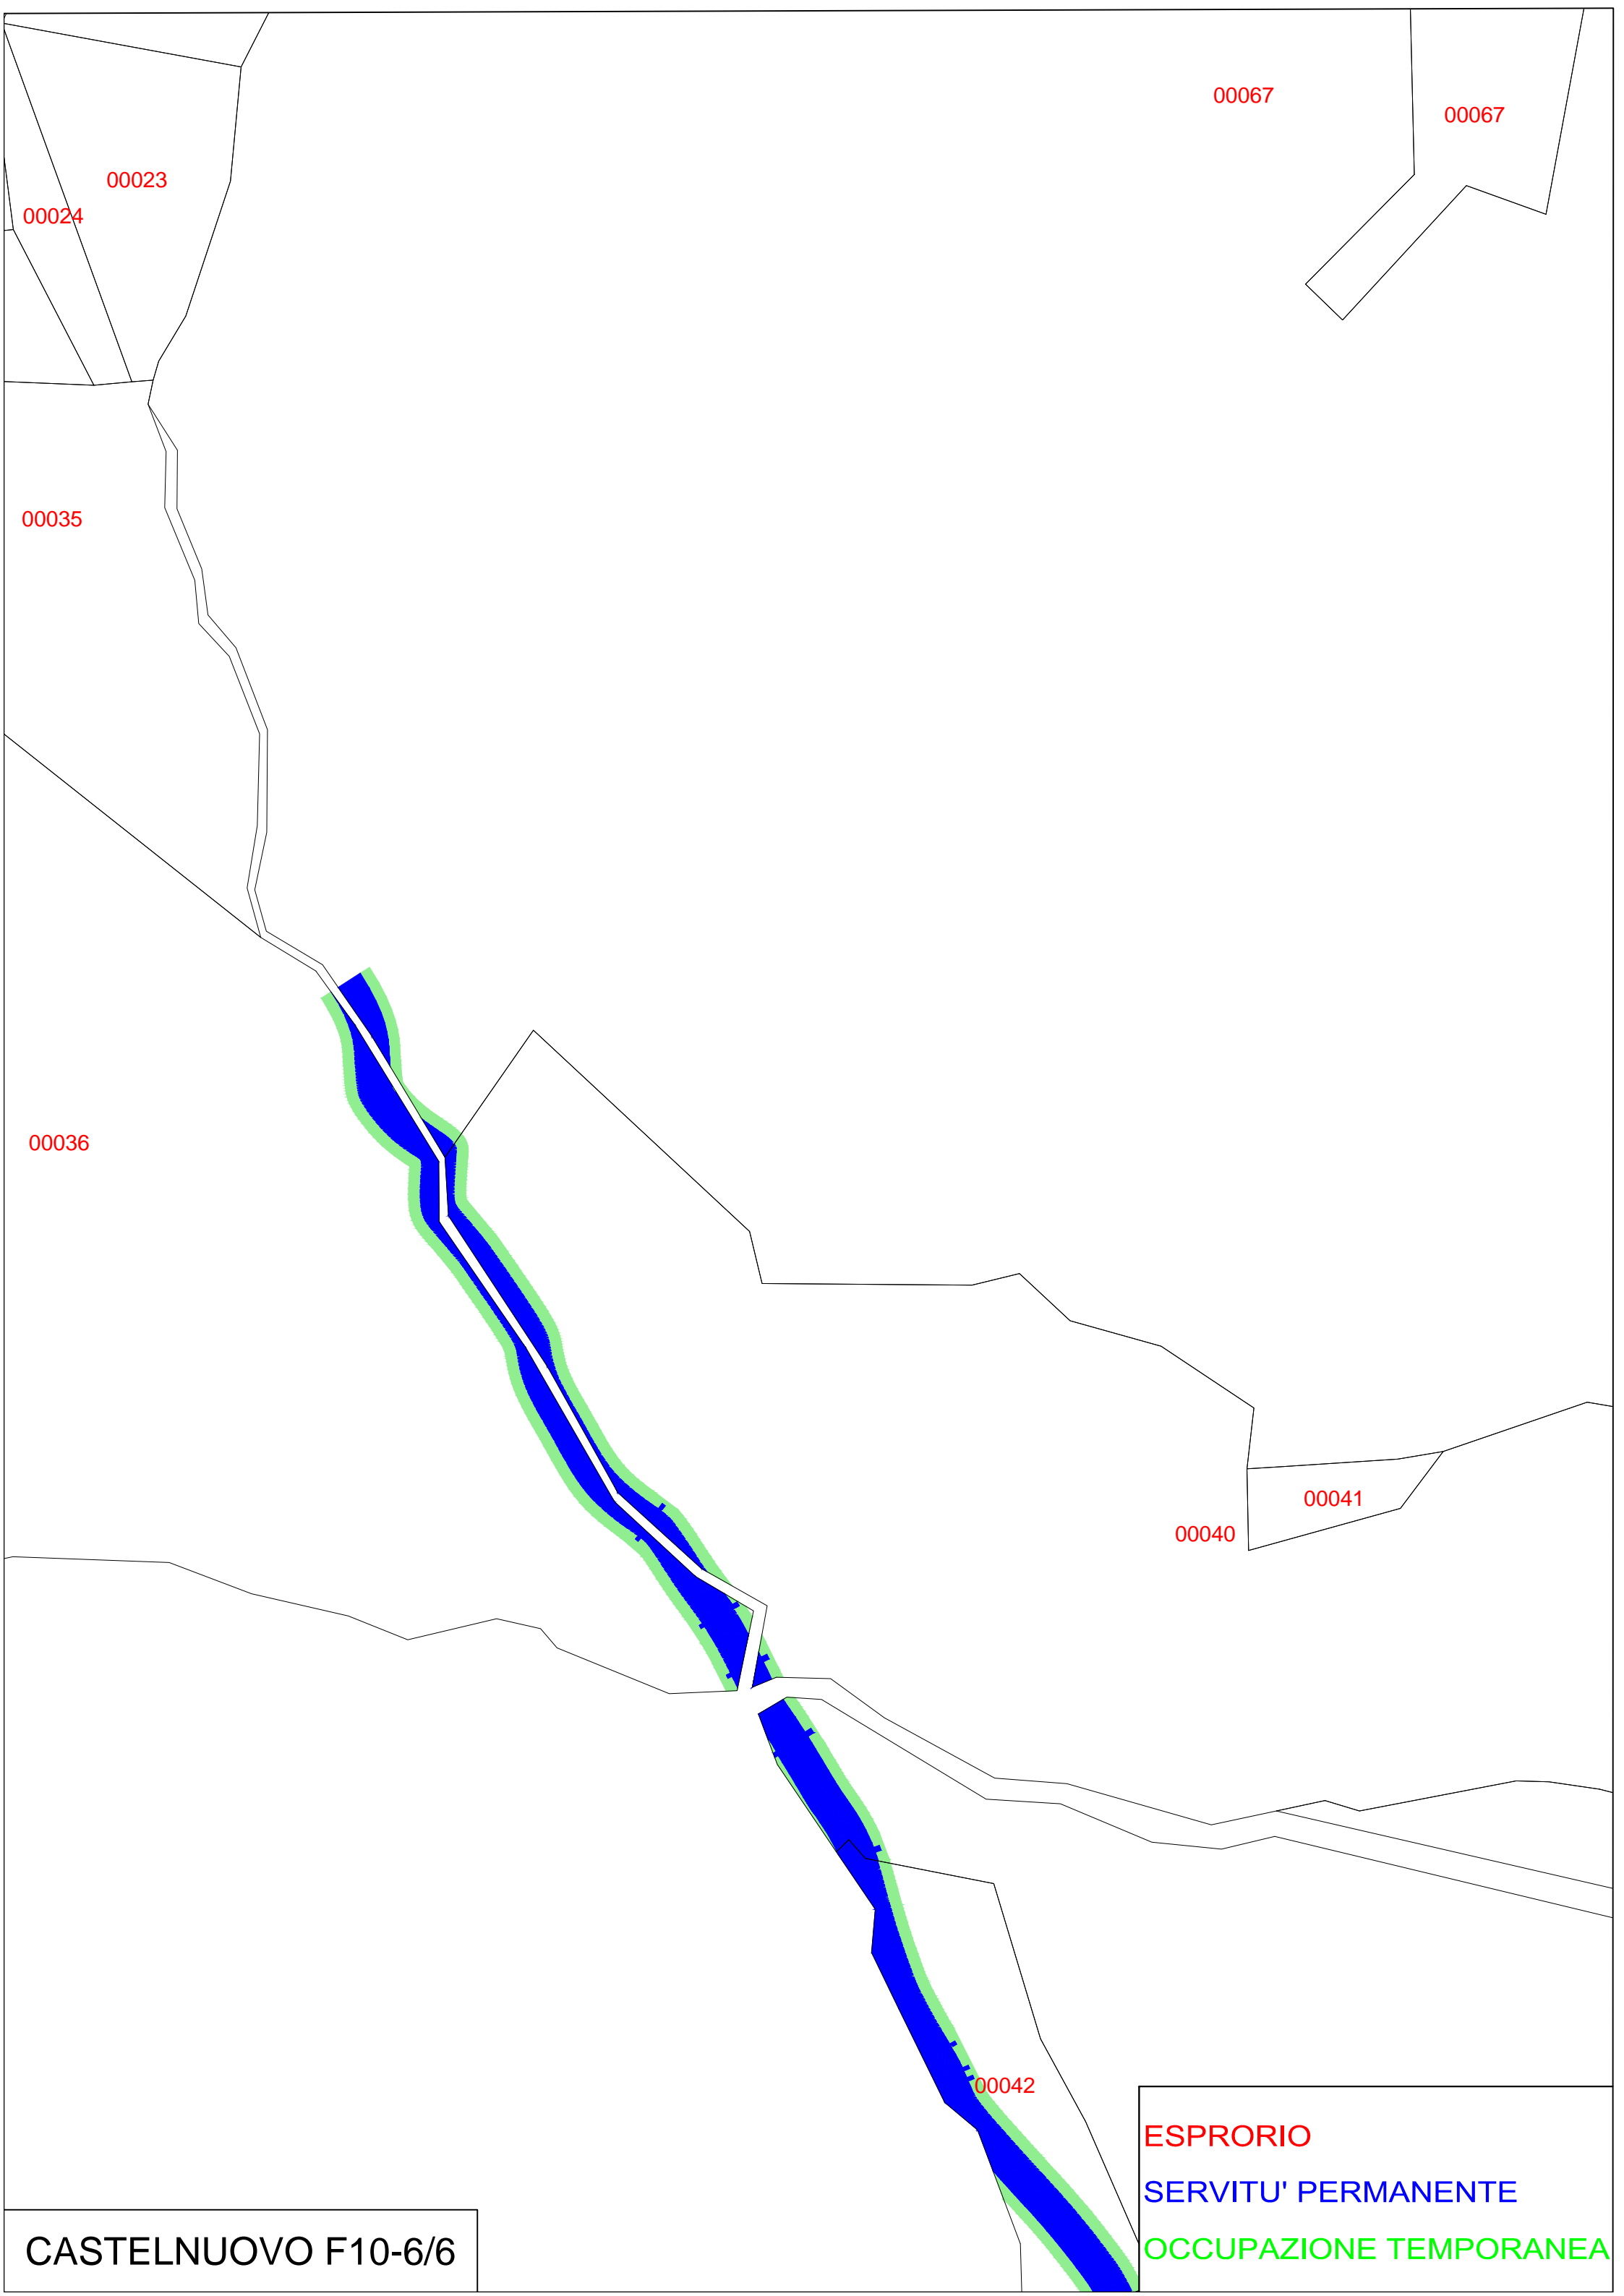 00067
00067
00023
00024
00035
00036
00041
00040
00042
ESPRORIO
SERVITU' PERMANENTE
OCCUPAZIONE TEMPORANEA
CASTELNUOVO F10-6/6